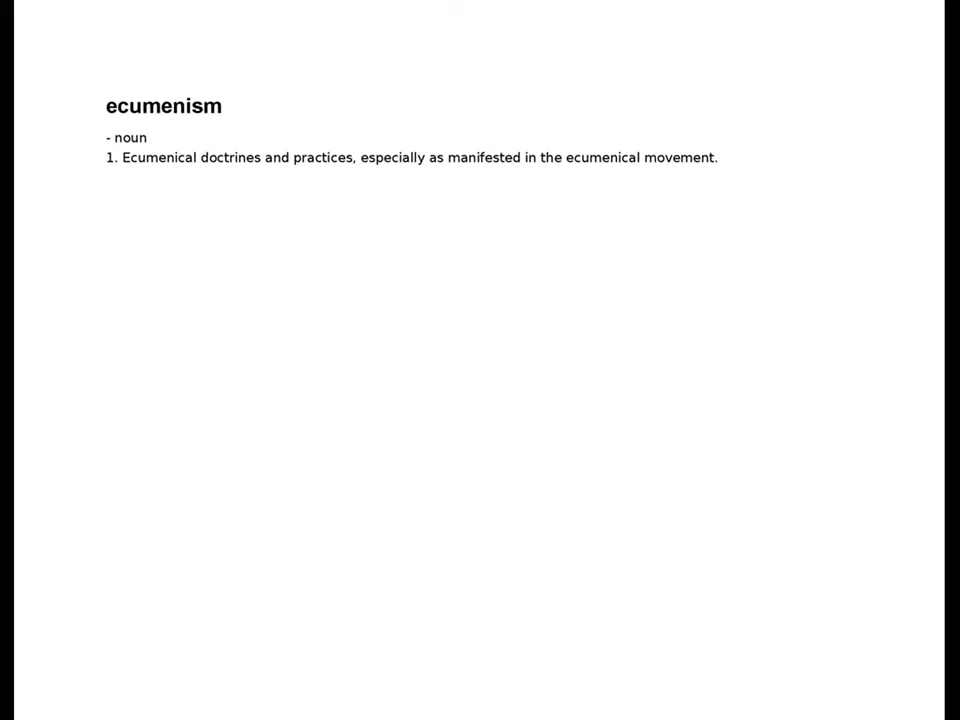 ecumenism
- noun
1. Ecumenical doctrines and practices, especially as manifested in the ecumenical movement.